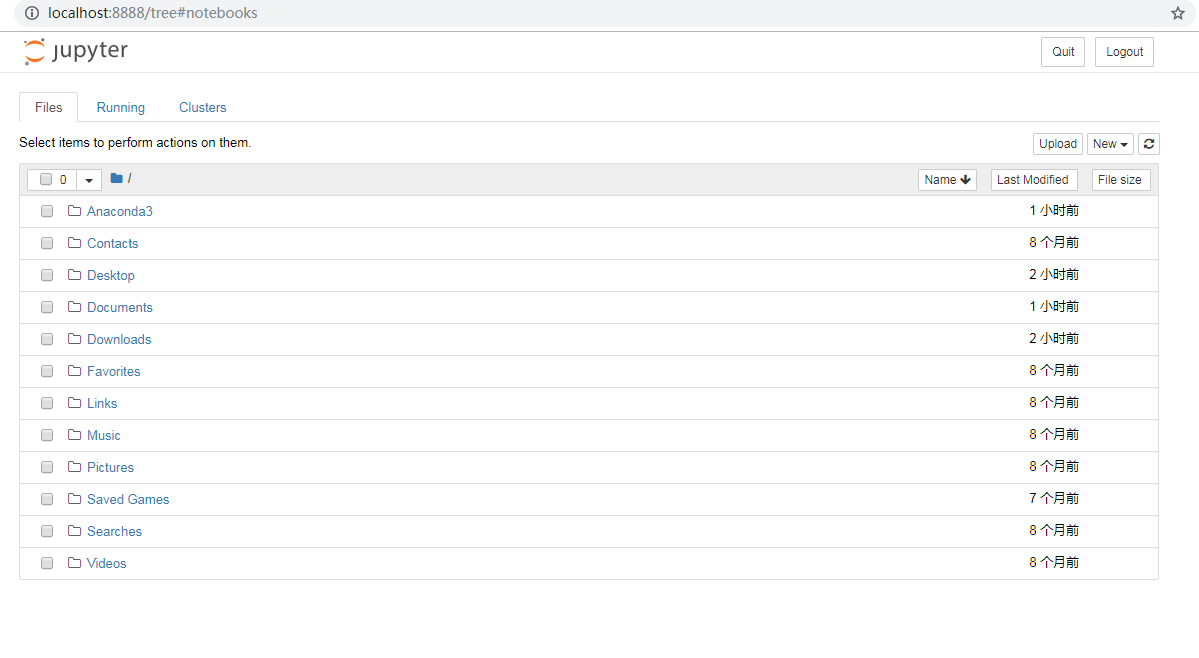 localhost:8888/tree#notebooks
jupyter
Quit Logout
Files Running Clusters
Select items to perform actions on them.
Upload New
0 / Name Last Modified File size
Anaconda3 1 小时前
Contacts 8 个月前
Desktop 2 小时前
Documents 1 小时前
Downloads 2 小时前
Favorites 8 个月前
Links 8 个月前
Music 8 个月前
Pictures 8 个月前
Saved Games 7 个月前
Searches 8 个月前
Videos 8 个月前